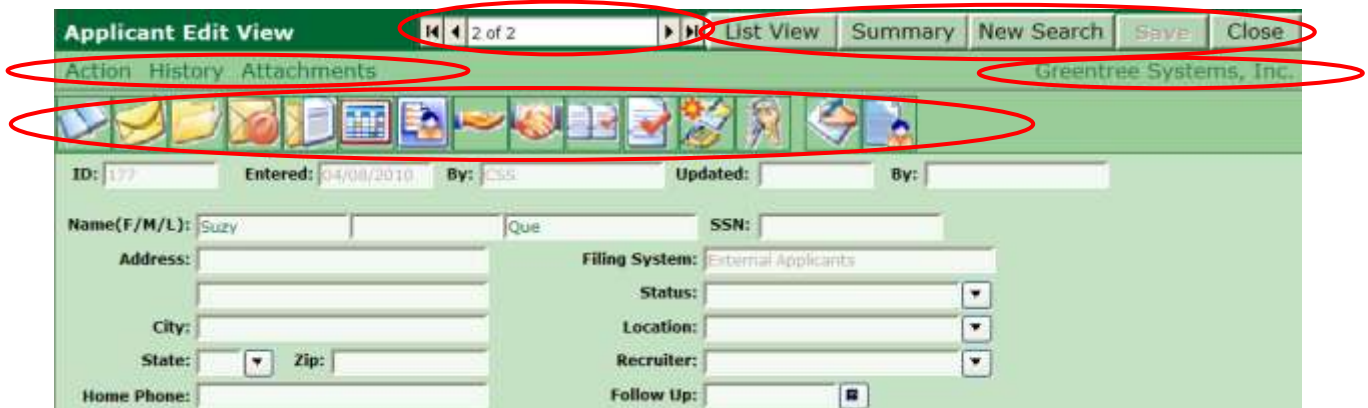 Applicant Edit View 2 of 2 List View Summary New Search Save Close
Action History Attachments Greentree Systems, Inc.
ID: 177 Entered: 04/08/2010 By: CSS Updated: By:
Name(F/M/L): Suzy Que SSN:
Address: Filing System: External Applicants
Status:
City: Location:
State: Zip: Recruiter:
Home Phone: Follow Up: